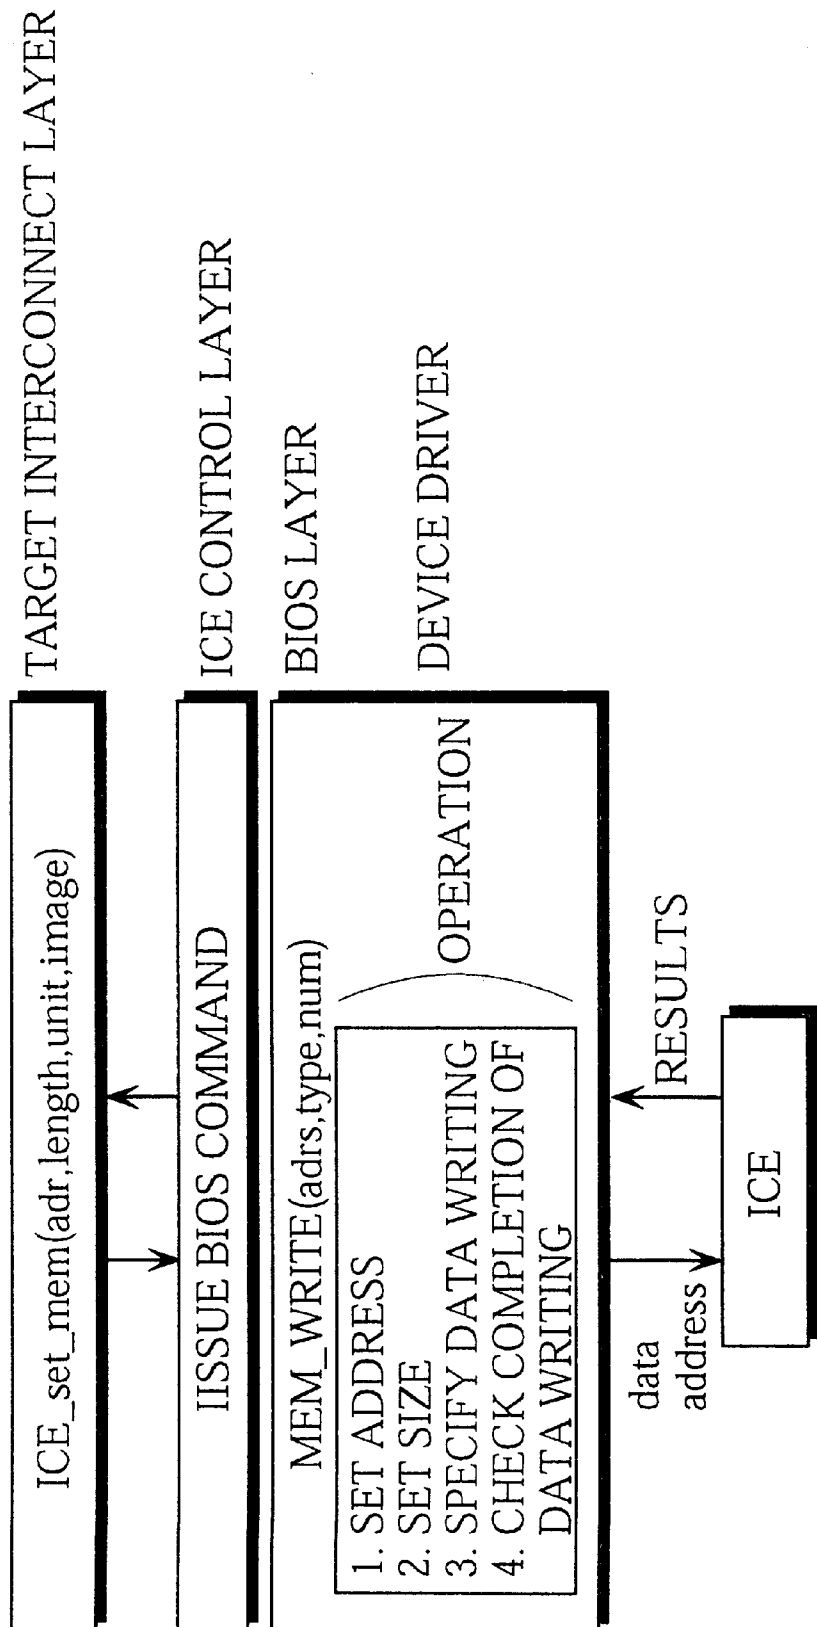 ICE_set_mem(adr,length,unit,image)
TARGET INTERCONNECT LAYER
IISSUE BIOS COMMAND
ICE CONTROL LAYER
MEM_WRITE(adrs,type,num)
BIOS LAYER
1. SET ADDRESS
2. SET SIZE
3. SPECIFY DATA WRITING
4. CHECK COMPLETION OF
DATA WRITING
OPERATION
DEVICE DRIVER
data
address
RESULTS
ICE